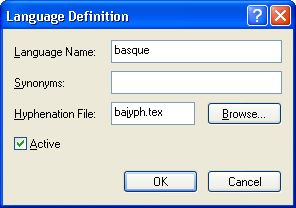 Language Definition
Language Name: basque
Synonyms:
Hyphenation File: bajyph.tex Browse...
Active
OK Cancel